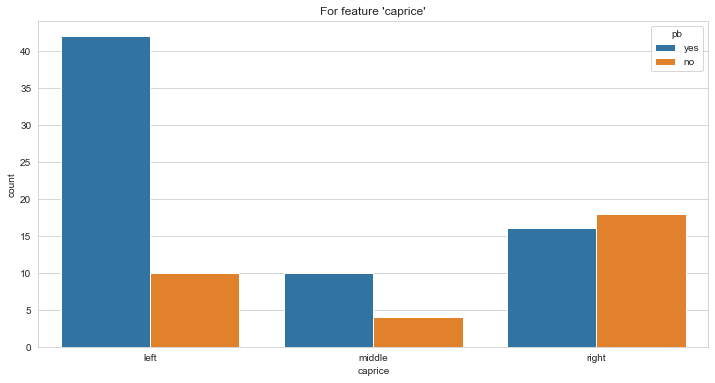 For feature 'caprice'
pb
yes
no
40
35
30
25
20
15
10
5
0
count
left
middle
right
caprice